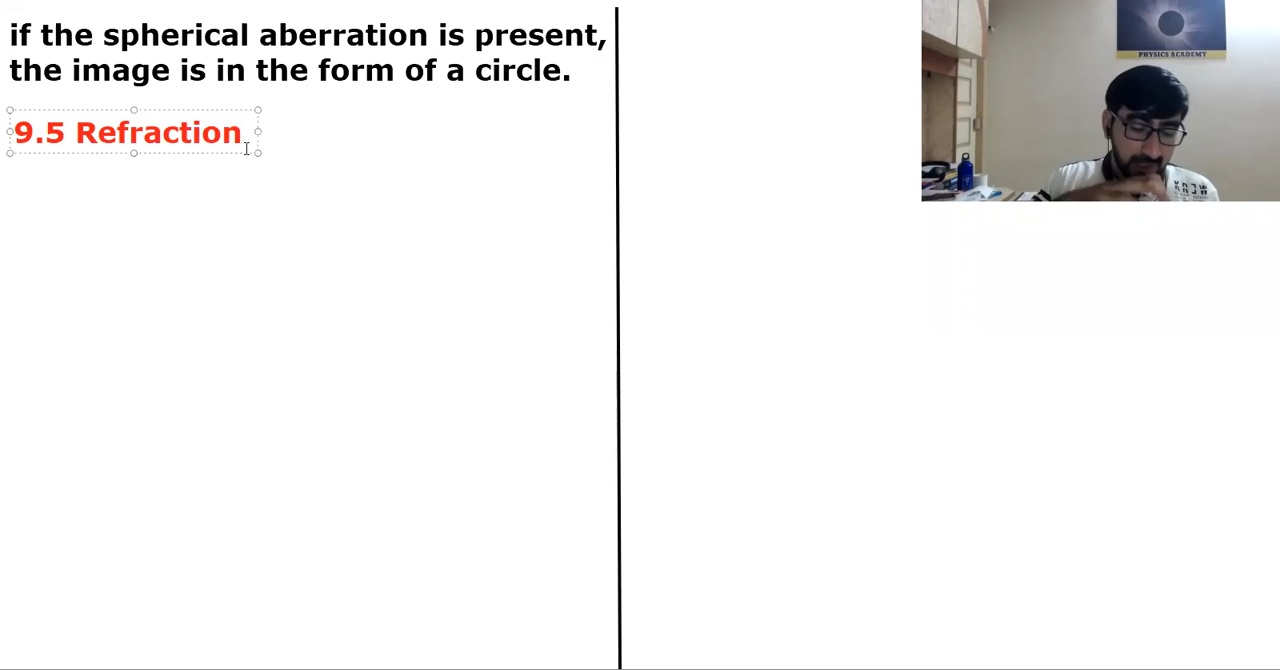 if the spherical aberration is present,
the image is in the form of a circle.
9.5 Refraction
PHYSICS ACADEMY